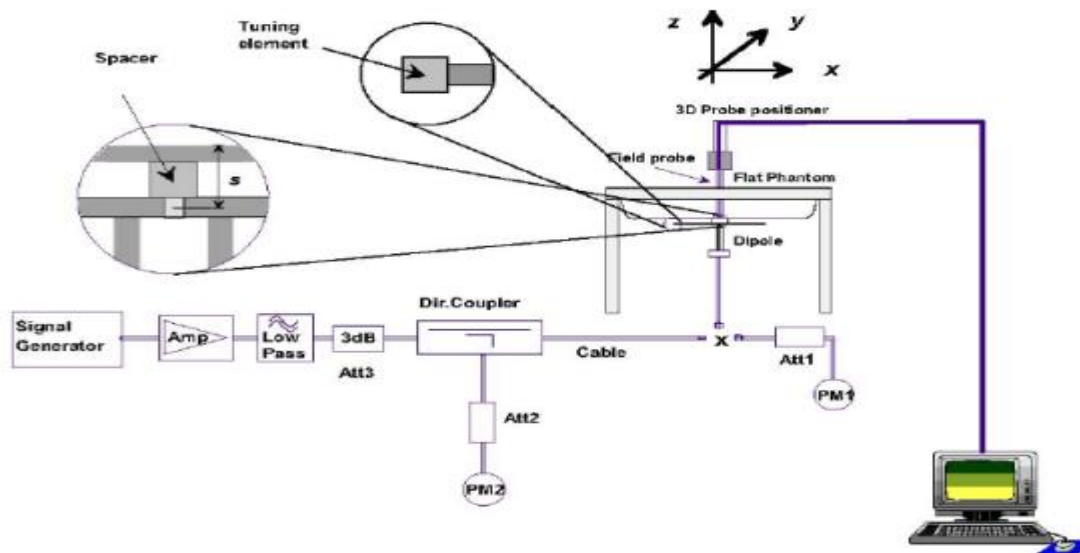 Tuning
element
Spacer
s
z
y
x
3D Probe positioner
Field probe
Flat Phantom
Dipole
Dir.Coupler
Signal
Generator
Amp
Low
Pass
3dB
Att3
Cable
x
Att1
PM1
Att2
PM2